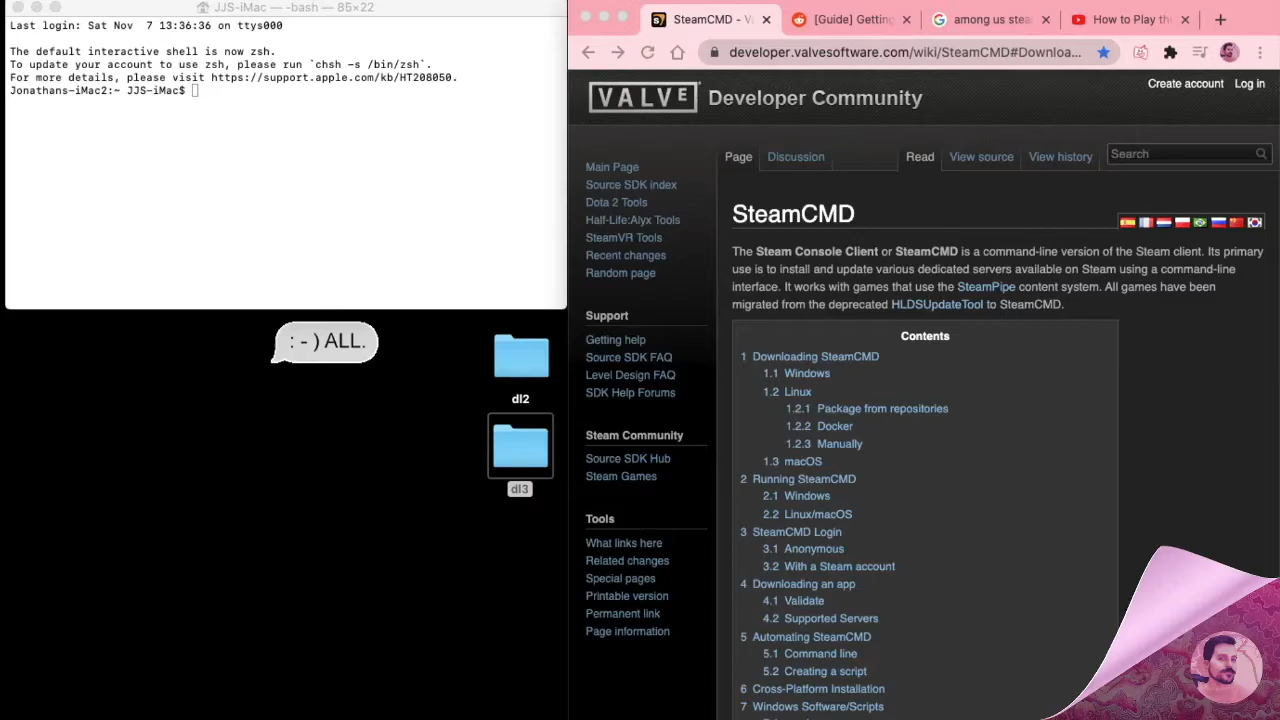 JJS-iMac — -bash — 85×22
Last login: Sat Nov  7 13:36:36 on ttys000
The default interactive shell is now zsh.
To update your account to use zsh, please run `chsh -s /bin/zsh`.
For more details, please visit https://support.apple.com/kb/HT208050.
Jonathans-iMac2:~ JJS-iMac$
: - ) ALL.
dl2
dl3
SteamCMD - Va
[Guide] Getting
among us stea
How to Play the
developer.valvesoftware.com/wiki/SteamCMD#Downloa...
Create account Log in
VALVE Developer Community
Page Discussion Read View source View history Search
Main Page
Source SDK index
Dota 2 Tools
Half-Life:Alyx Tools
SteamVR Tools
Recent changes
Random page
Support
Getting help
Source SDK FAQ
Level Design FAQ
SDK Help Forums
Steam Community
Source SDK Hub
Steam Games
Tools
What links here
Related changes
Special pages
Printable version
Permanent link
Page information
SteamCMD
The Steam Console Client or SteamCMD is a command-line version of the Steam client. Its primary
use is to install and update various dedicated servers available on Steam using a command-line
interface. It works with games that use the SteamPipe content system. All games have been
migrated from the deprecated HLDSUpdateTool to SteamCMD.
Contents
1 Downloading SteamCMD
1.1 Windows
1.2 Linux
1.2.1 Package from repositories
1.2.2 Docker
1.2.3 Manually
1.3 macOS
2 Running SteamCMD
2.1 Windows
2.2 Linux/macOS
3 SteamCMD Login
3.1 Anonymous
3.2 With a Steam account
4 Downloading an app
4.1 Validate
4.2 Supported Servers
5 Automating SteamCMD
5.1 Command line
5.2 Creating a script
6 Cross-Platform Installation
7 Windows Software/Scripts